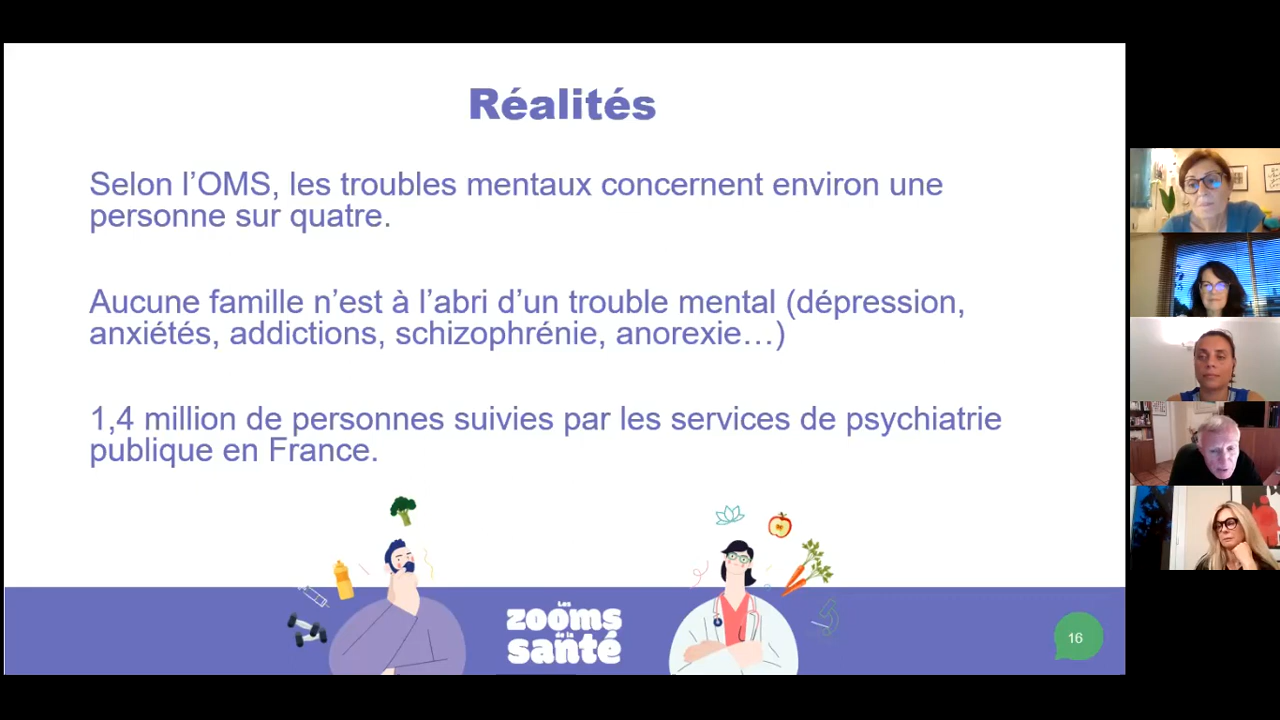 Réalités
Selon l’OMS, les troubles mentaux concernent environ une
personne sur quatre.
Aucune famille n’est à l’abri d’un trouble mental (dépression,
anxiétés, addictions, schizophrénie, anorexie…)
1,4 million de personnes suivies par les services de psychiatrie
publique en France.
Les
zooms
de la
santé
16